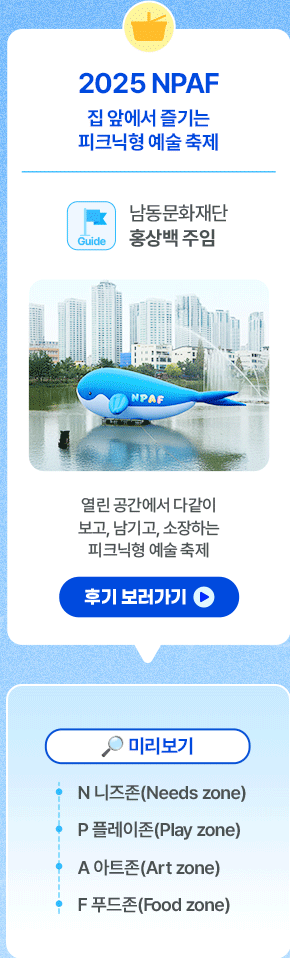 2025 NPAF
집 앞에서 즐기는
피크닉형 예술 축제
Guide
남동문화재단
홍상백 주임
NPAF
열린 공간에서 다같이
보고, 남기고, 소장하는
피크닉형 예술 축제
후기 보러가기
미리보기
N 니즈존(Needs zone)
P 플레이존(Play zone)
A 아트존(Art zone)
F 푸드존(Food zone)